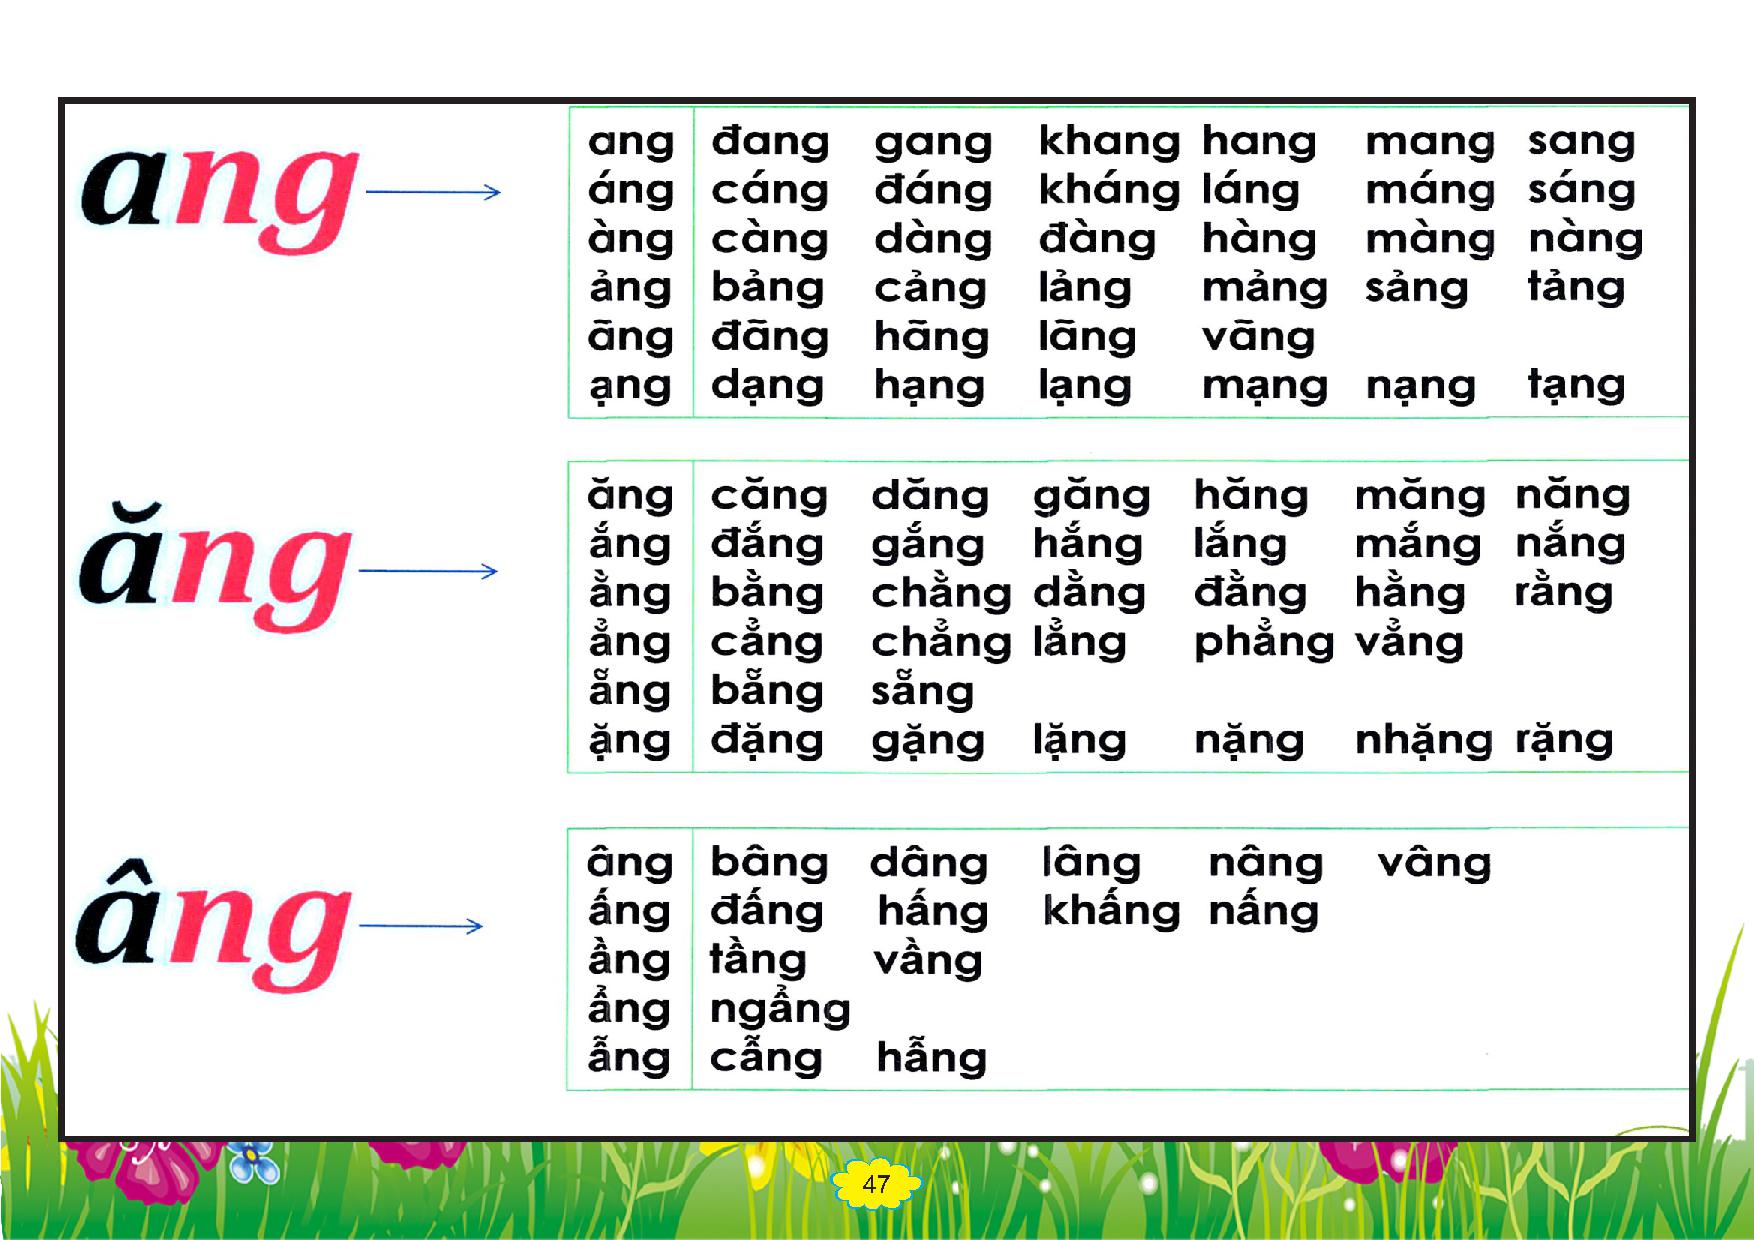 ang
ang đang gang khang hang mang sang
áng cáng đáng kháng láng máng sáng
àng càng dàng đàng hàng màng nàng
ảng bảng cảng lảng mảng sảng tảng
ãng đãng hãng lãng vãng
ạng dạng hạng lạng mạng nạng tạng
ăng
ăng căng dăng găng hăng măng năng
ắng đắng gắng hắng lắng mắng nắng
ằng bằng chằng dằng đằng hằng rằng
ẳng cẳng chẳng lẳng phẳng vẳng
ẵng bẵng sẵng
ặng đặng gặng lặng nặng nhặng rặng
âng
âng bâng dâng lâng nâng vâng
ấng đấng hấng khấng nấng
ầng tầng vầng
ẩng ngẩng
ẫng cẫng hẫng
47